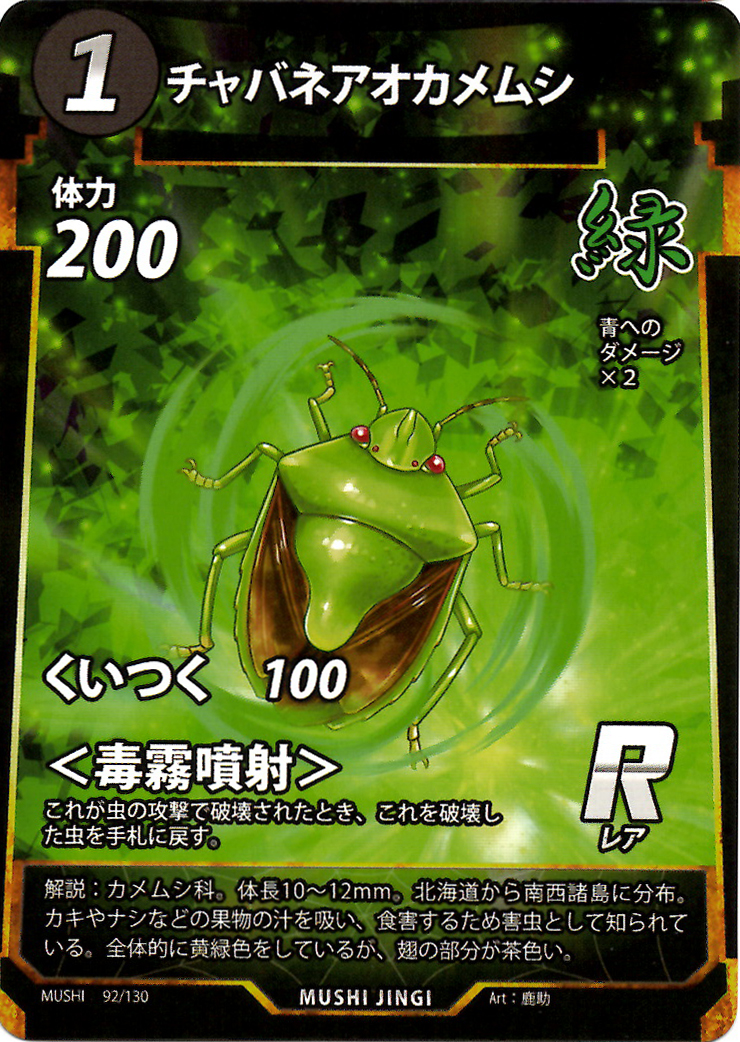 1
チャバネアオカメムシ
体力
200
緑
青への
ダメージ
×2
くいつく 100
<毒霧噴射>
R
レア
これが虫の攻撃で破壊されたとき、これを破壊し
た虫を手札に戻す。
解説：カメムシ科。体長10～12mm。北海道から南西諸島に分布。
カキやナシなどの果物の汁を吸い、食害するため害虫として知られて
いる。全体的に黄緑色をしているが、翅の部分が茶色い。
MUSHI 92/130
MUSHI JINGI
Art：鹿助